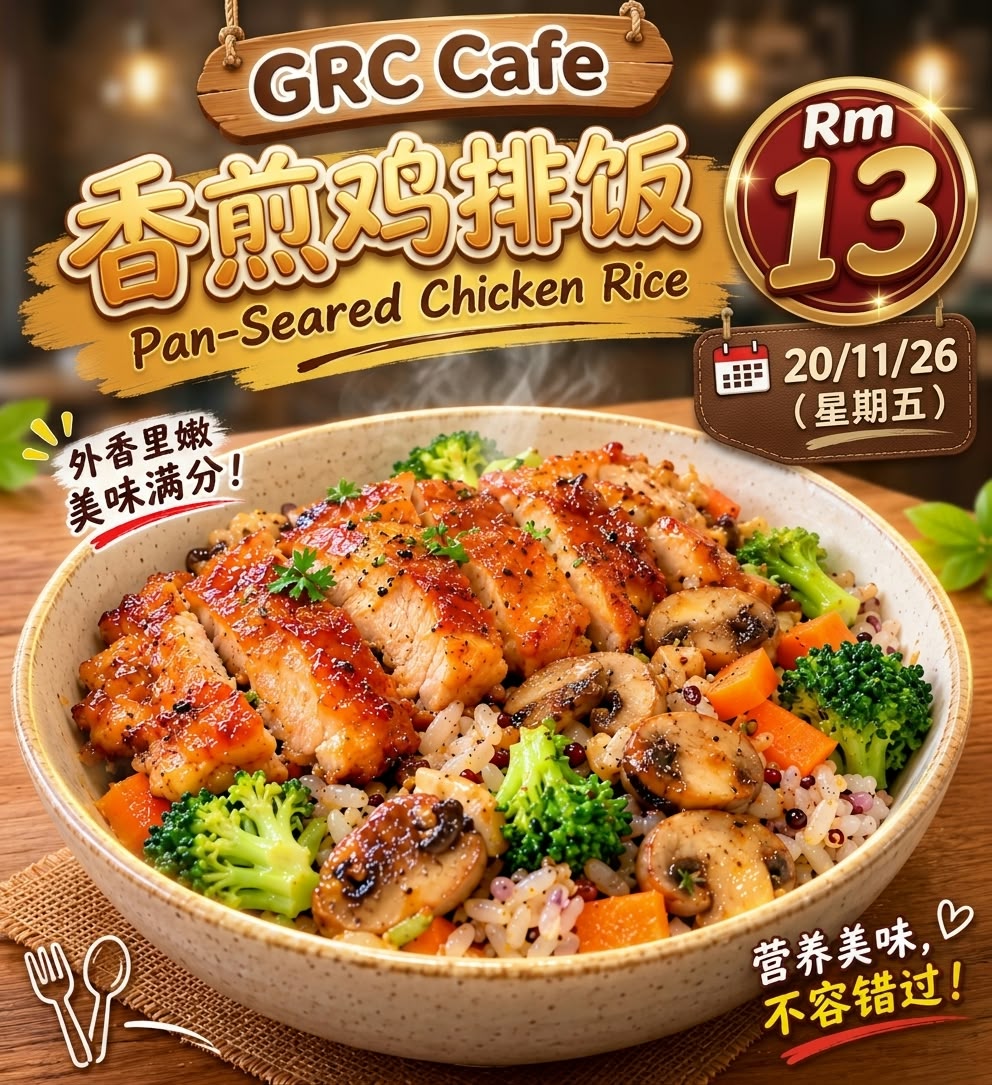 GRC Cafe
香煎鸡排饭
Pan-Seared Chicken Rice
Rm
13
20/11/26
（星期五）
外香里嫩
美味满分！
营养美味，
不容错过！